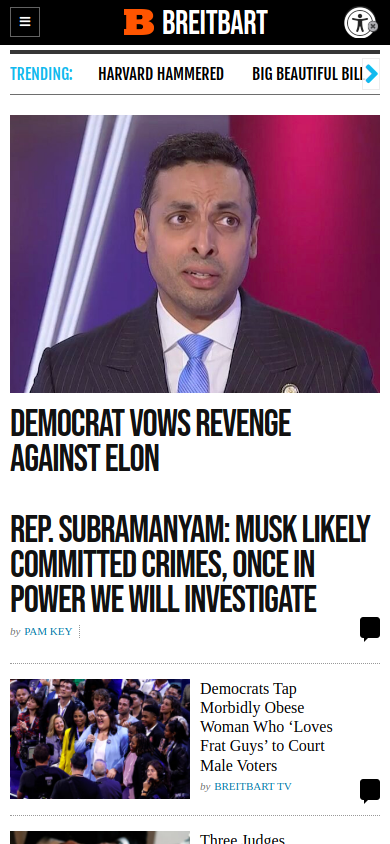 BREITBART
TRENDING:
HARVARD HAMMERED
BIG BEAUTIFUL BILL
DEMOCRAT VOWS REVENGE
AGAINST ELON
REP. SUBRAMANYAM: MUSK LIKELY
COMMITTED CRIMES, ONCE IN
POWER WE WILL INVESTIGATE
by PAM KEY
Democrats Tap
Morbidly Obese
Woman Who ‘Loves
Frat Guys’ to Court
Male Voters
by BREITBART TV
Three Judges